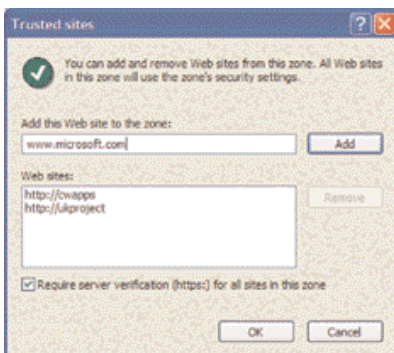 Trusted sites
You can add and remove Web sites from this zone. All Web sites
in this zone will use the zone's security settings.
Add this Web site to the zone:
www.microsoft.com
Add
Web sites:
http://cwapps
http://ukproject
Remove
Require server verification (https:) for all sites in this zone
OK
Cancel